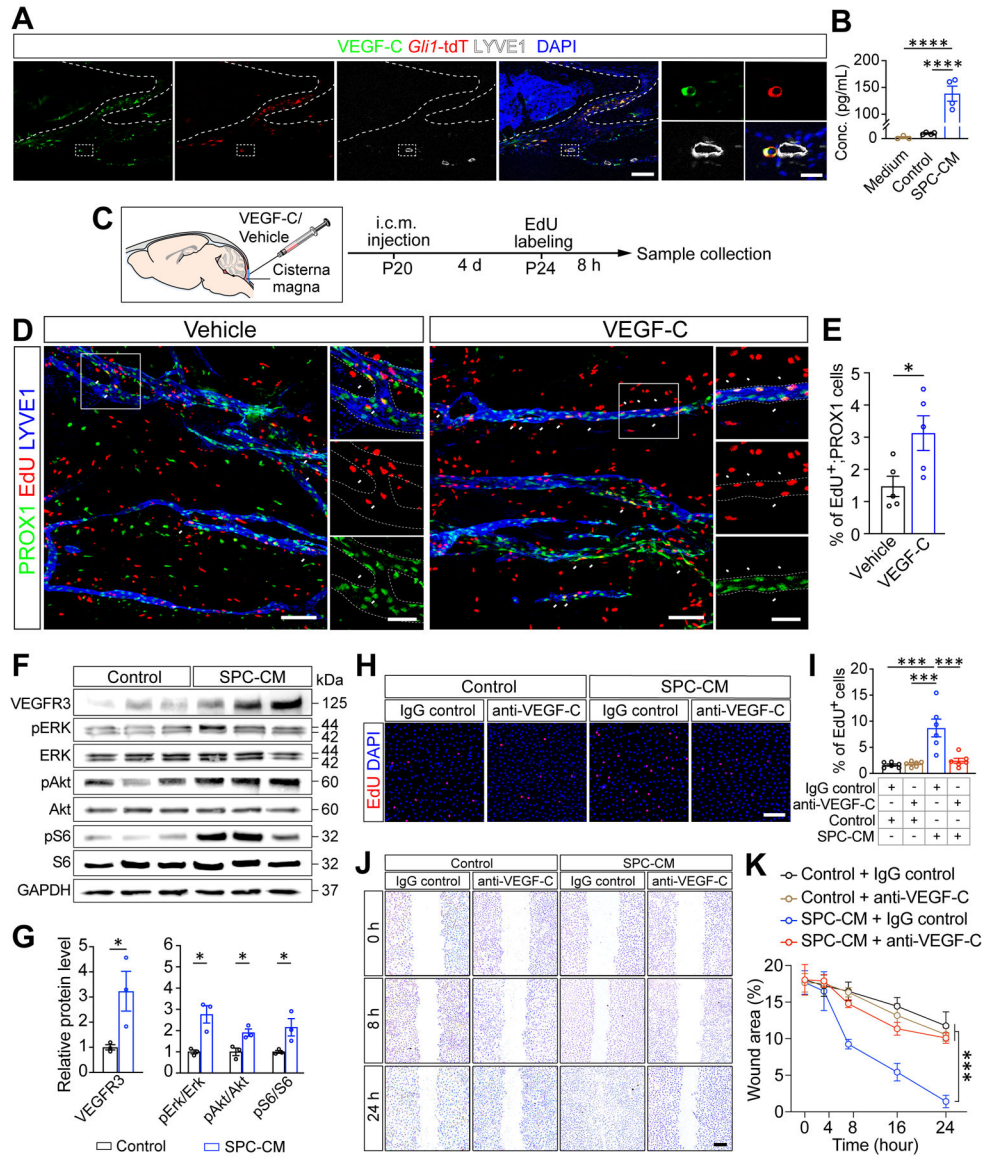 A
VEGF-C Gli1-tdT LYVE1 DAPI
B
****
****
Conc. (pg/mL)
150
100
50
0
Medium
Control
SPC-CM
C
VEGF-C/
Vehicle
Cisterna
magna
i.c.m.
injection
EdU
labeling
P20
4 d
P24
8 h
Sample collection
D
Vehicle
VEGF-C
PROX1 EdU LYVE1
E
*
% of EdU+;PROX1 cells
6
5
4
3
2
1
0
Vehicle
VEGF-C
F
Control
SPC-CM
kDa
VEGFR3
125
pERK
44
42
ERK
44
42
pAkt
60
Akt
60
pS6
32
S6
32
GAPDH
37
G
Relative protein level
5
4
3
2
1
0
*
VEGFR3
6
5
4
3
2
1
0
*
*
*
pErk/Erk
pAkt/Akt
pS6/S6
Control
SPC-CM
H
Control
SPC-CM
IgG control
anti-VEGF-C
IgG control
anti-VEGF-C
EdU DAPI
I
***
***
***
% of EdU+cells
20
15
10
5
0
IgG control
+
+
anti-VEGF-C
+
+
Control
+
+
SPC-CM
+
+
J
Control
SPC-CM
IgG control
anti-VEGF-C
IgG control
anti-VEGF-C
0 h
8 h
24 h
K
Control + IgG control
Control + anti-VEGF-C
SPC-CM + IgG control
SPC-CM + anti-VEGF-C
Wound area (%)
20
15
10
5
0
***
0
4
8
16
24
Time (hour)